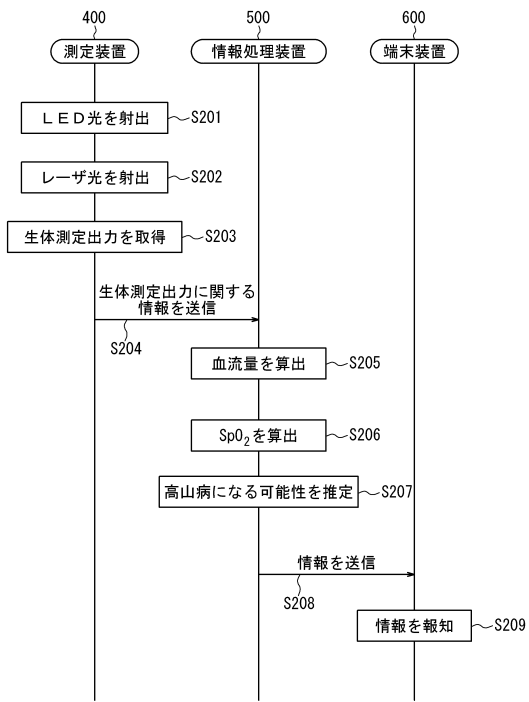 400
500
600
測定装置
情報処理装置
端末装置
ＬＥＤ光を射出
S201
レーザ光を射出
S202
生体測定出力を取得
S203
生体測定出力に関する
情報を送信
S204
血流量を算出
S205
SpO₂を算出
S206
高山病になる可能性を推定
S207
情報を送信
S208
情報を報知
S209